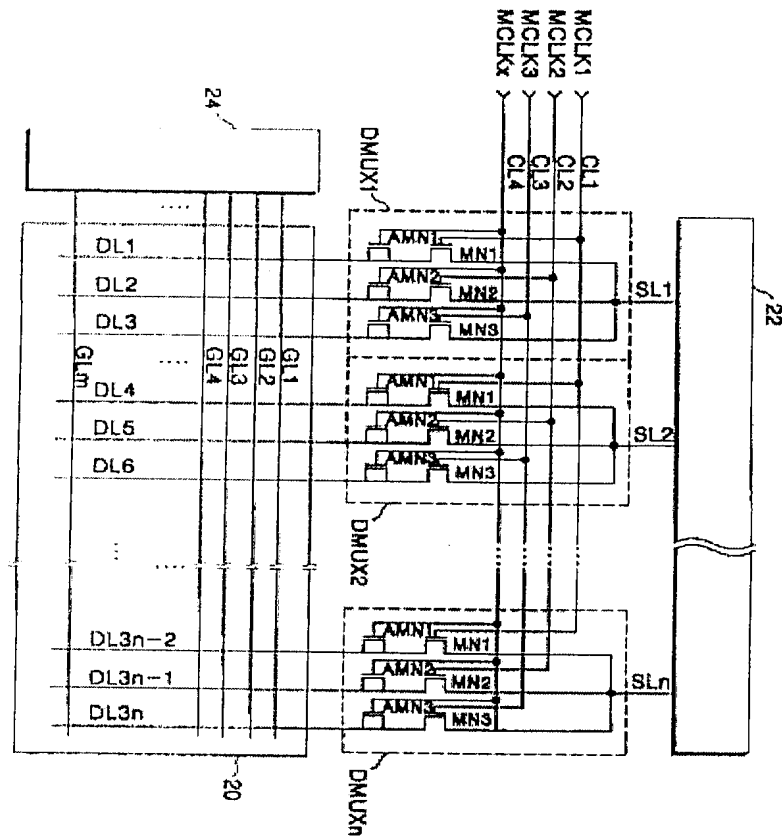 MCLK1
MCLK2
MCLK3
MCLKx
CL1
CL2
CL3
CL4
24
DMUX1
22
AMN1
MN1
AMN2
MN2
AMN3
MN3
SL1
DL1
DL2
DL3
....
....
GLm
GL4
GL3
GL2
GL1
AMN1
MN1
AMN2
MN2
AMN3
MN3
SL2
DL4
DL5
DL6
DMUX2
...
....
AMN1
MN1
AMN2
MN2
AMN3
MN3
SLn
DL3n-2
DL3n-1
DL3n
20
DMUXn